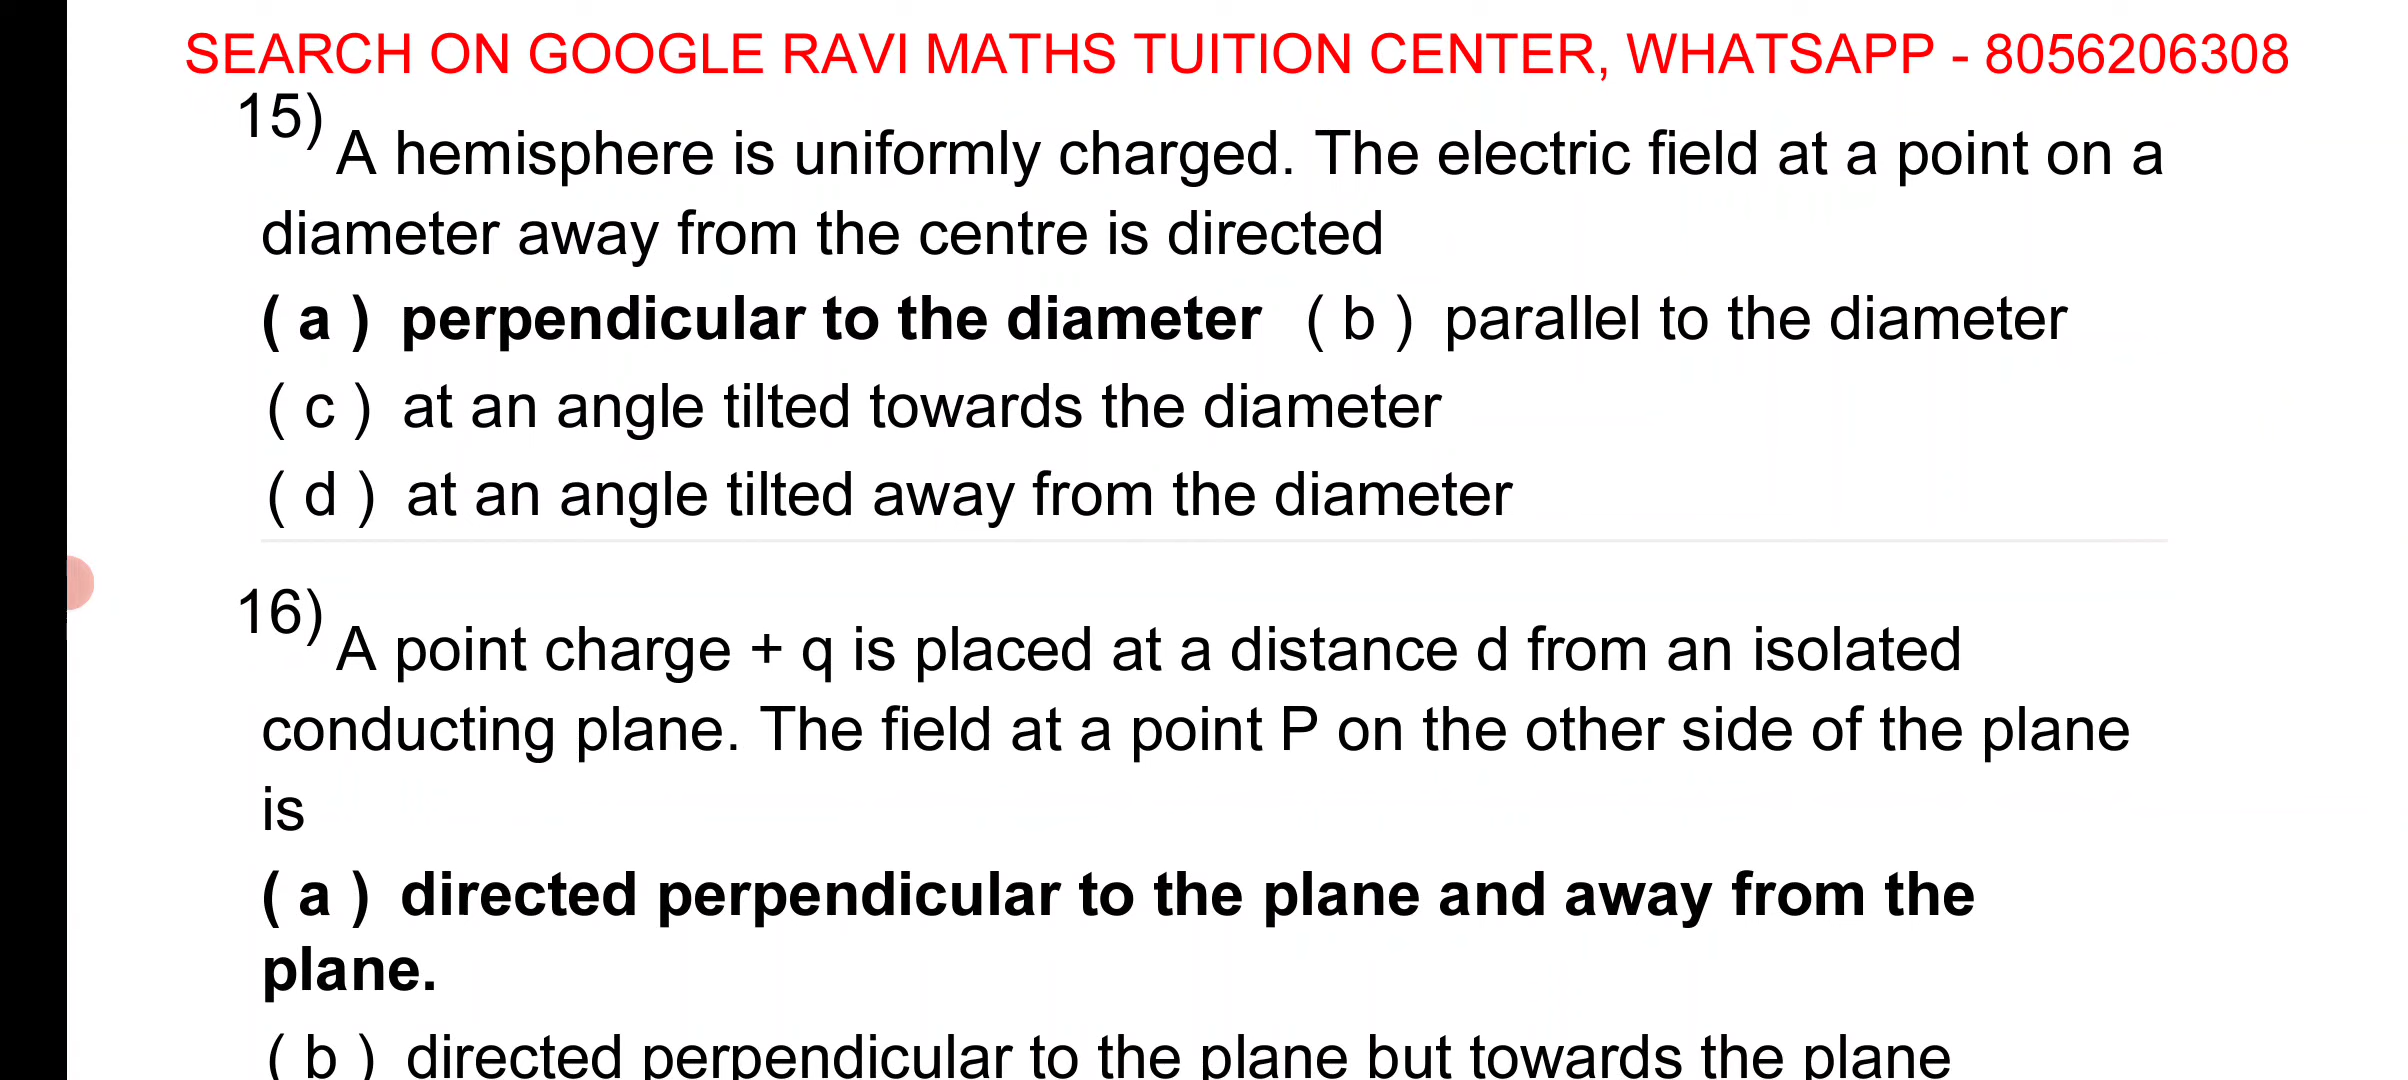 SEARCH ON GOOGLE RAVI MATHS TUITION CENTER, WHATSAPP - 8056206308
15)
A hemisphere is uniformly charged. The electric field at a point on a
diameter away from the centre is directed
( a ) perpendicular to the diameter ( b ) parallel to the diameter
( c ) at an angle tilted towards the diameter
( d ) at an angle tilted away from the diameter
16)
A point charge + q is placed at a distance d from an isolated
conducting plane. The field at a point P on the other side of the plane
is
( a ) directed perpendicular to the plane and away from the
plane.
( b ) directed perpendicular to the plane but towards the plane